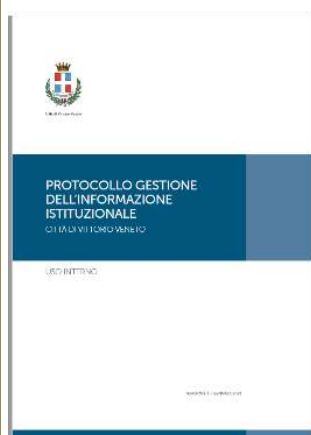 PROTOCOLLO GESTIONE
DELL'INFORMAZIONE
ISTITUZIONALE
CITTÀ DI VITTORIO VENETO
USO INTERNO